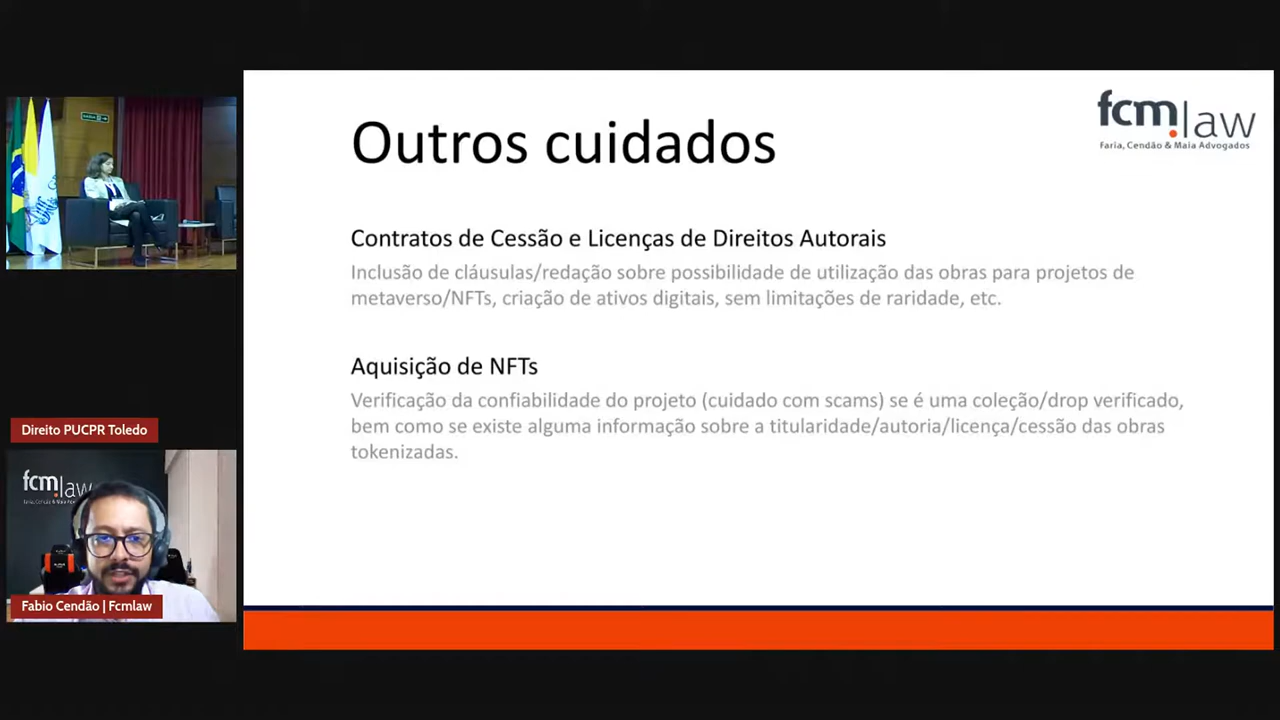 fcm.law
Faria, Cendão & Maia Advogados
Outros cuidados
Contratos de Cessão e Licenças de Direitos Autorais
Inclusão de cláusulas/redação sobre possibilidade de utilização das obras para projetos de
metaverso/NFTs, criação de ativos digitais, sem limitações de raridade, etc.
Aquisição de NFTs
Verificação da confiabilidade do projeto (cuidado com scams) se é uma coleção/drop verificado,
bem como se existe alguma informação sobre a titularidade/autoria/licença/cessão das obras
tokenizadas.
Direito PUCPR Toledo
fcm.law
Fabio Cendão | Fcmlaw